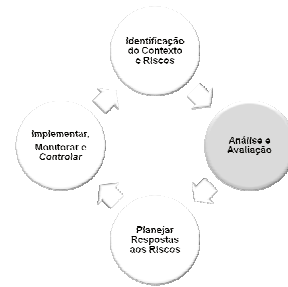 Identificação
do Contexto
e Riscos
Análise e
Avaliação
Planejar
Respostas
aos Riscos
Implementar,
Monitorar e
Controlar